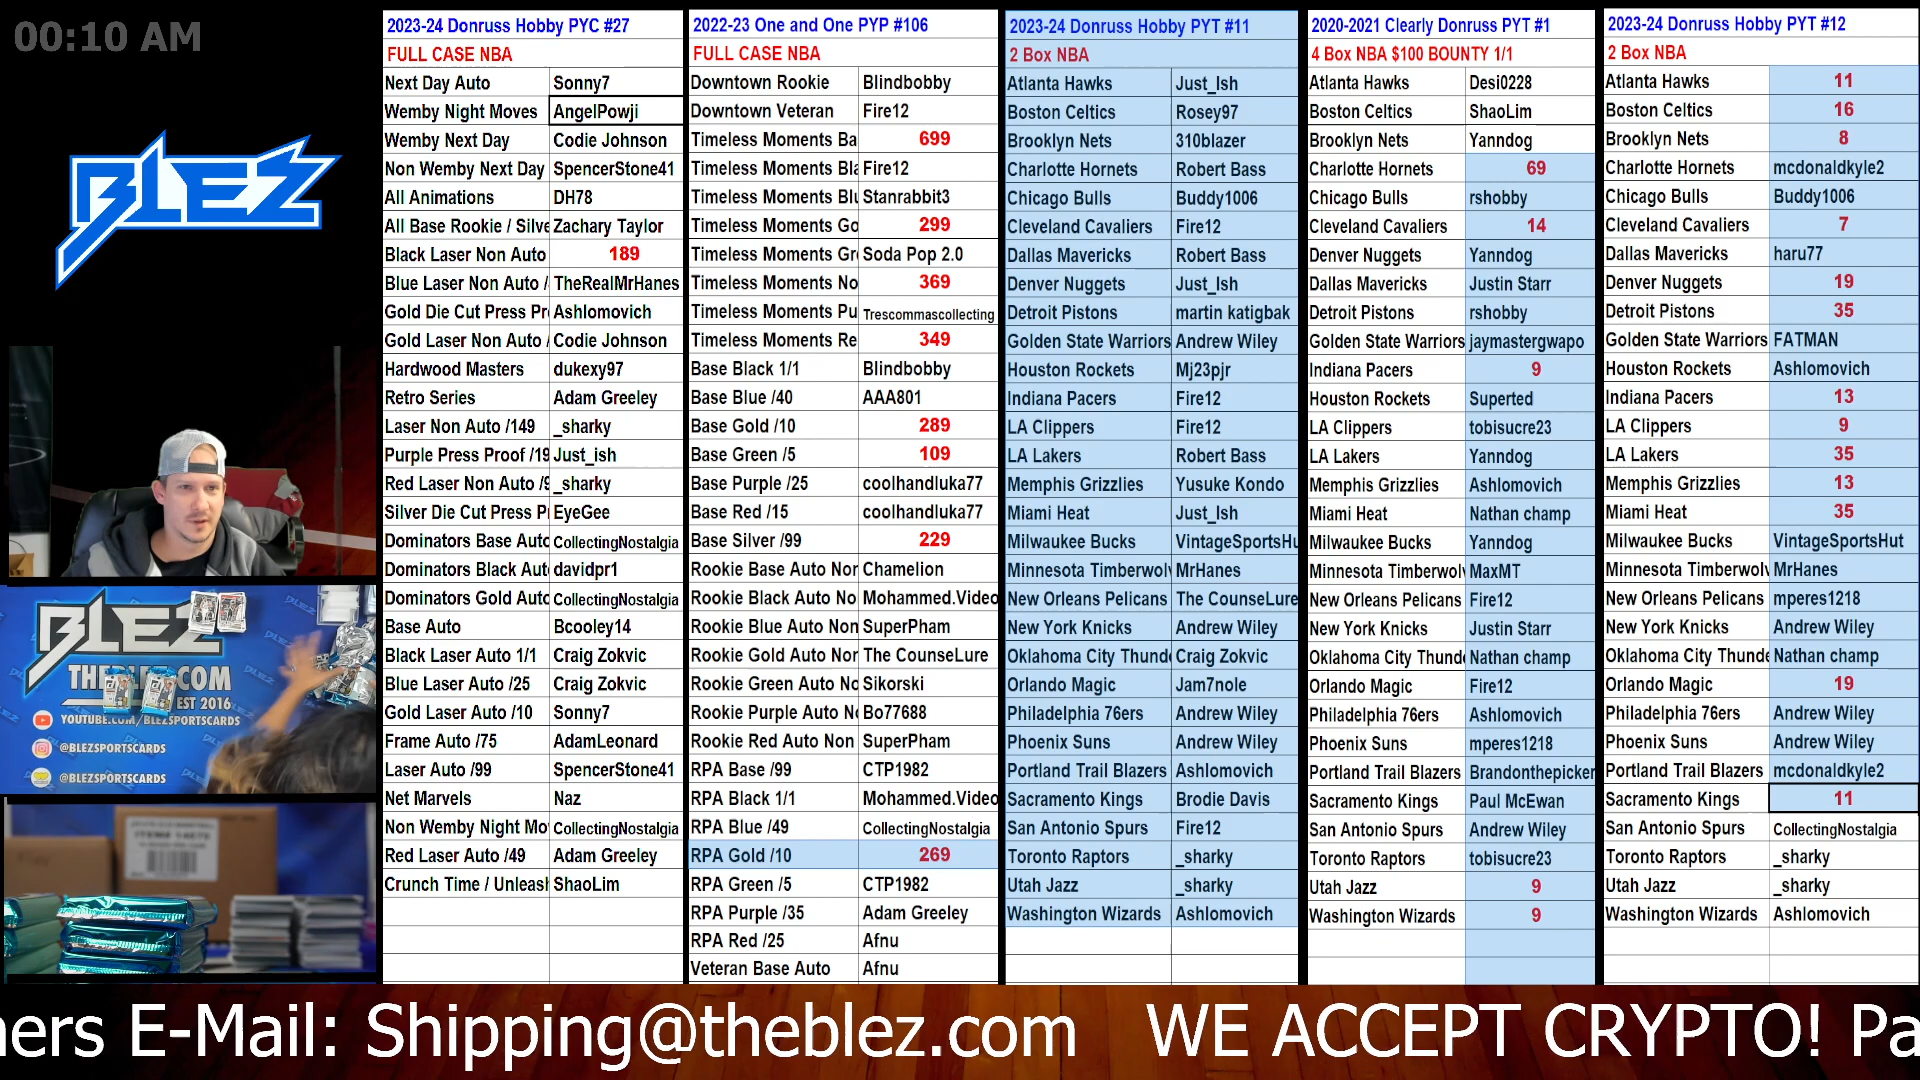 00:10 AM
BLEZ
BLEZ
THEBLEZ.COM
EST 2016
YOUTUBE.COM/BLEZSPORTSCARDS
@BLEZSPORTSCARDS
@BLEZSPORTSCARDS
2023-24 Donruss Hobby PYC #27
FULL CASE NBA
Next Day Auto Sonny7
Wemby Night Moves AngelPowji
Wemby Next Day Codie Johnson
Non Wemby Next Day SpencerStone41
All Animations DH78
All Base Rookie / Silve Zachary Taylor
Black Laser Non Auto 189
Blue Laser Non Auto / TheRealMrHanes
Gold Die Cut Press Pr Ashlomovich
Gold Laser Non Auto / Codie Johnson
Hardwood Masters dukexy97
Retro Series Adam Greeley
Laser Non Auto /149 _sharky
Purple Press Proof /19 Just_ish
Red Laser Non Auto /9 _sharky
Silver Die Cut Press P EyeGee
Dominators Base Auto CollectingNostalgia
Dominators Black Aut davidpr1
Dominators Gold Auto CollectingNostalgia
Base Auto Bcooley14
Black Laser Auto 1/1 Craig Zokvic
Blue Laser Auto /25 Craig Zokvic
Gold Laser Auto /10 Sonny7
Frame Auto /75 AdamLeonard
Laser Auto /99 SpencerStone41
Net Marvels Naz
Non Wemby Night Mo CollectingNostalgia
Red Laser Auto /49 Adam Greeley
Crunch Time / Unleash ShaoLim
2022-23 One and One PYP #106
FULL CASE NBA
Downtown Rookie Blindbobby
Downtown Veteran Fire12
Timeless Moments Ba 699
Timeless Moments Bla Fire12
Timeless Moments Blu Stanrabbit3
Timeless Moments Go 299
Timeless Moments Gr Soda Pop 2.0
Timeless Moments No 369
Timeless Moments Pu Trescommascollecting
Timeless Moments Re 349
Base Black 1/1 Blindbobby
Base Blue /40 AAA801
Base Gold /10 289
Base Green /5 109
Base Purple /25 coolhandluka77
Base Red /15 coolhandluka77
Base Silver /99 229
Rookie Base Auto Nor Chamelion
Rookie Black Auto No Mohammed.Video
Rookie Blue Auto Non SuperPham
Rookie Gold Auto Nor The CounseLure
Rookie Green Auto No Sikorski
Rookie Purple Auto N Bo77688
Rookie Red Auto Non SuperPham
RPA Base /99 CTP1982
RPA Black 1/1 Mohammed.Video
RPA Blue /49 CollectingNostalgia
RPA Gold /10 269
RPA Green /5 CTP1982
RPA Purple /35 Adam Greeley
RPA Red /25 Afnu
Veteran Base Auto Afnu
2023-24 Donruss Hobby PYT #11
2 Box NBA
Atlanta Hawks Just_Ish
Boston Celtics Rosey97
Brooklyn Nets 310blazer
Charlotte Hornets Robert Bass
Chicago Bulls Buddy1006
Cleveland Cavaliers Fire12
Dallas Mavericks Robert Bass
Denver Nuggets Just_Ish
Detroit Pistons martin katigbak
Golden State Warriors Andrew Wiley
Houston Rockets Mj23pjr
Indiana Pacers Fire12
LA Clippers Fire12
LA Lakers Robert Bass
Memphis Grizzlies Yusuke Kondo
Miami Heat Just_Ish
Milwaukee Bucks VintageSportsHu
Minnesota Timberwolv MrHanes
New Orleans Pelicans The CounseLure
New York Knicks Andrew Wiley
Oklahoma City Thund Craig Zokvic
Orlando Magic Jam7nole
Philadelphia 76ers Andrew Wiley
Phoenix Suns Andrew Wiley
Portland Trail Blazers Ashlomovich
Sacramento Kings Brodie Davis
San Antonio Spurs Fire12
Toronto Raptors _sharky
Utah Jazz _sharky
Washington Wizards Ashlomovich
2020-2021 Clearly Donruss PYT #1
4 Box NBA $100 BOUNTY 1/1
Atlanta Hawks Desi0228
Boston Celtics ShaoLim
Brooklyn Nets Yanndog
Charlotte Hornets 69
Chicago Bulls rshobby
Cleveland Cavaliers 14
Denver Nuggets Yanndog
Dallas Mavericks Justin Starr
Detroit Pistons rshobby
Golden State Warriors jaymastergwapo
Indiana Pacers 9
Houston Rockets Superted
LA Clippers tobisucre23
LA Lakers Yanndog
Memphis Grizzlies Ashlomovich
Miami Heat Nathan champ
Milwaukee Bucks Yanndog
Minnesota Timberwolv MaxMT
New Orleans Pelicans Fire12
New York Knicks Justin Starr
Oklahoma City Thunde Nathan champ
Orlando Magic Fire12
Philadelphia 76ers Ashlomovich
Phoenix Suns mperes1218
Portland Trail Blazers Brandonthepicker
Sacramento Kings Paul McEwan
San Antonio Spurs Andrew Wiley
Toronto Raptors tobisucre23
Utah Jazz 9
Washington Wizards 9
2023-24 Donruss Hobby PYT #12
2 Box NBA
Atlanta Hawks 11
Boston Celtics 16
Brooklyn Nets 8
Charlotte Hornets mcdonaldkyle2
Chicago Bulls Buddy1006
Cleveland Cavaliers 7
Dallas Mavericks haru77
Denver Nuggets 19
Detroit Pistons 35
Golden State Warriors FATMAN
Houston Rockets Ashlomovich
Indiana Pacers 13
LA Clippers 9
LA Lakers 35
Memphis Grizzlies 13
Miami Heat 35
Milwaukee Bucks VintageSportsHut
Minnesota Timberwolv MrHanes
New Orleans Pelicans mperes1218
New York Knicks Andrew Wiley
Oklahoma City Thunde Nathan champ
Orlando Magic 19
Philadelphia 76ers Andrew Wiley
Phoenix Suns Andrew Wiley
Portland Trail Blazers mcdonaldkyle2
Sacramento Kings 11
San Antonio Spurs CollectingNostalgia
Toronto Raptors _sharky
Utah Jazz _sharky
Washington Wizards Ashlomovich
ners E-Mail: Shipping@theblez.com WE ACCEPT CRYPTO! Pa